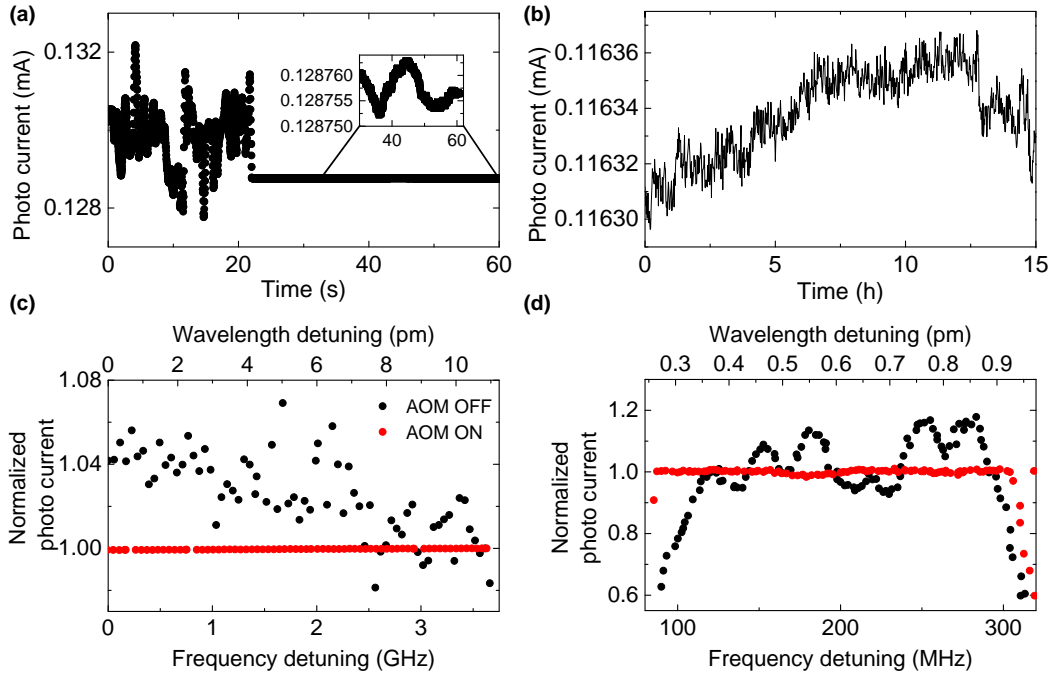 (a)
Photo current (mA)
0.132
0.128
0.128760
0.128755
0.128750
40 60
0 20 40 60
Time (s)
(b)
Photo current (mA)
0.11636
0.11634
0.11632
0.11630
0 5 10 15
Time (h)
(c)
Wavelength detuning (pm)
0 2 4 6 8 10
Normalized
photo current
1.08
1.04
1.00
AOM OFF
AOM ON
0 1 2 3
Frequency detuning (GHz)
(d)
Wavelength detuning (pm)
0.3 0.4 0.5 0.6 0.7 0.8 0.9
Normalized
photo current
1.2
1.0
0.8
0.6
100 200 300
Frequency detuning (MHz)